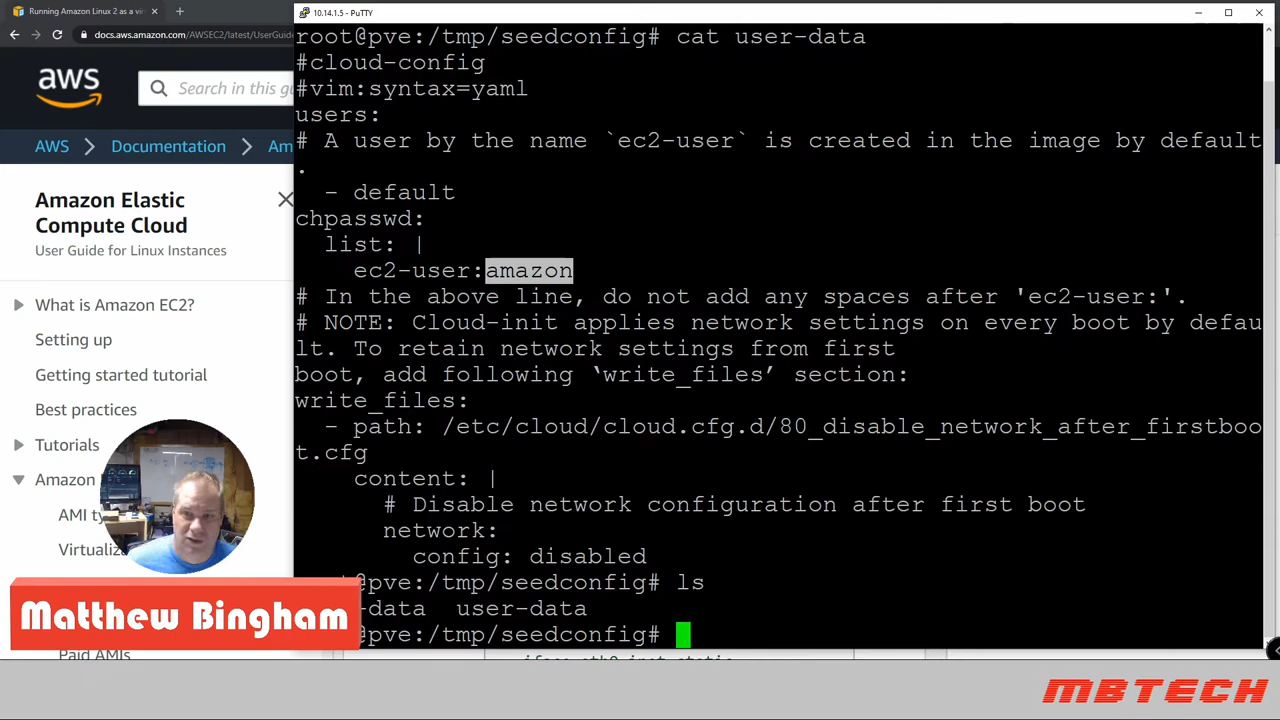 Running Amazon Linux 2 as a vi
10.14.1.5 - PuTTY
docs.aws.amazon.com/AWSEC2/latest/UserGuide
aws
Search in this gu
AWS
Documentation
Am
Amazon Elastic
Compute Cloud
User Guide for Linux Instances
What is Amazon EC2?
Setting up
Getting started tutorial
Best practices
Tutorials
Amazon
AMI ty
Virtualiza
Paid AMIs
root@pve:/tmp/seedconfig# cat user-data
#cloud-config
#vim:syntax=yaml
users:
# A user by the name `ec2-user` is created in the image by default
.
- default
chpasswd:
list: |
ec2-user:amazon
# In the above line, do not add any spaces after 'ec2-user:'.
# NOTE: Cloud-init applies network settings on every boot by defau
lt. To retain network settings from first
boot, add following ‘write_files’ section:
write_files:
- path: /etc/cloud/cloud.cfg.d/80_disable_network_after_firstboo
t.cfg
content: |
# Disable network configuration after first boot
network:
config: disabled
@pve:/tmp/seedconfig# ls
-data user-data
@pve:/tmp/seedconfig#
Matthew Bingham
MBTECH